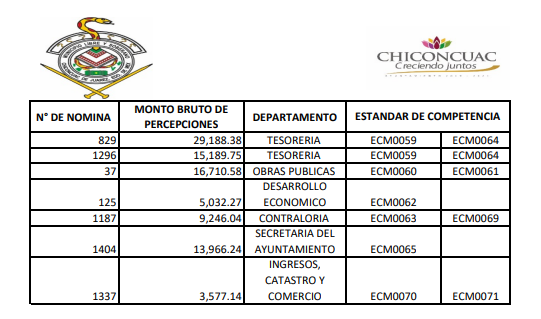 CHICONCUAC
Creciendo Juntos
N° DE NOMINA MONTO BRUTO DE PERCEPCIONES DEPARTAMENTO ESTANDAR DE COMPETENCIA
829 29,188.38 TESORERIA ECM0059 ECM0064
1296 15,189.75 TESORERIA ECM0059 ECM0064
37 16,710.58 OBRAS PUBLICAS ECM0060 ECM0061
125 5,032.27 DESARROLLO ECONOMICO ECM0062
1187 9,246.04 CONTRALORIA ECM0063 ECM0069
1404 13,966.24 SECRETARIA DEL AYUNTAMIENTO ECM0065
1337 3,577.14 INGRESOS, CATASTRO Y COMERCIO ECM0070 ECM0071